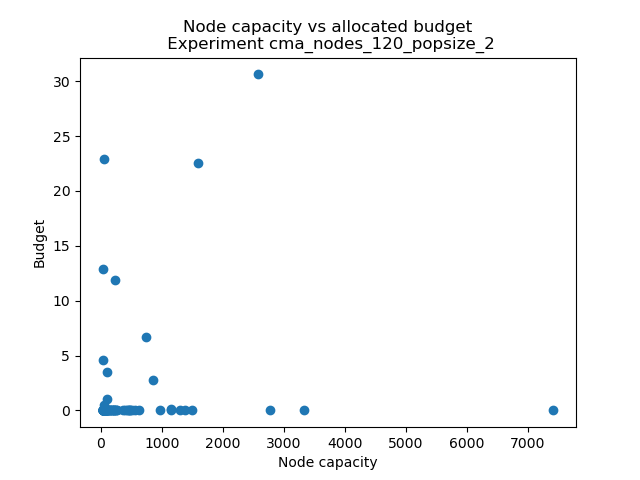 Node capacity vs allocated budget
Experiment cma_nodes_120_popsize_2
30
25
20
15
10
5
0
Budget
0 1000 2000 3000 4000 5000 6000 7000
Node capacity